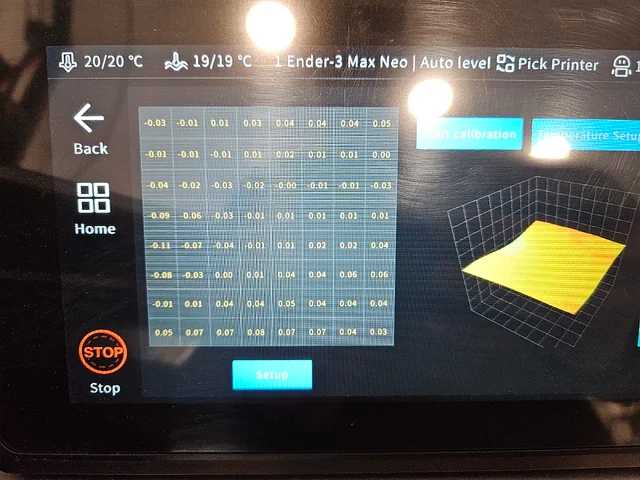 20/20 °C 19/19 °C 1 Ender-3 Max Neo | Auto level Pick Printer 1
Back
Home
STOP
Stop
-0.03 -0.01 0.01 0.03 0.04 0.04 0.04 0.05
-0.01 -0.01 -0.01 0.01 0.02 0.01 0.01 0.00
-0.04 -0.02 -0.03 -0.02 -0.00 -0.01 -0.01 -0.03
-0.09 -0.06 -0.03 -0.01 0.01 0.01 0.01 0.01
-0.11 -0.07 -0.04 -0.01 0.01 0.02 0.02 0.04
-0.08 -0.03 0.00 0.01 0.04 0.04 0.06 0.06
-0.01 0.01 0.04 0.04 0.05 0.04 0.04 0.04
0.05 0.07 0.07 0.08 0.07 0.07 0.04 0.03
Setup
calibration Temperature Setup